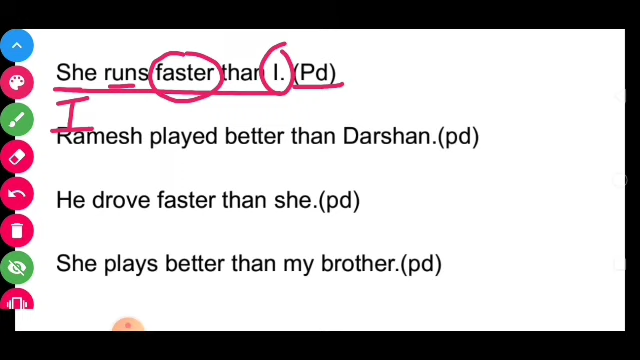 She runs faster than I. (Pd)
I
Ramesh played better than Darshan.(pd)
He drove faster than she.(pd)
She plays better than my brother.(pd)